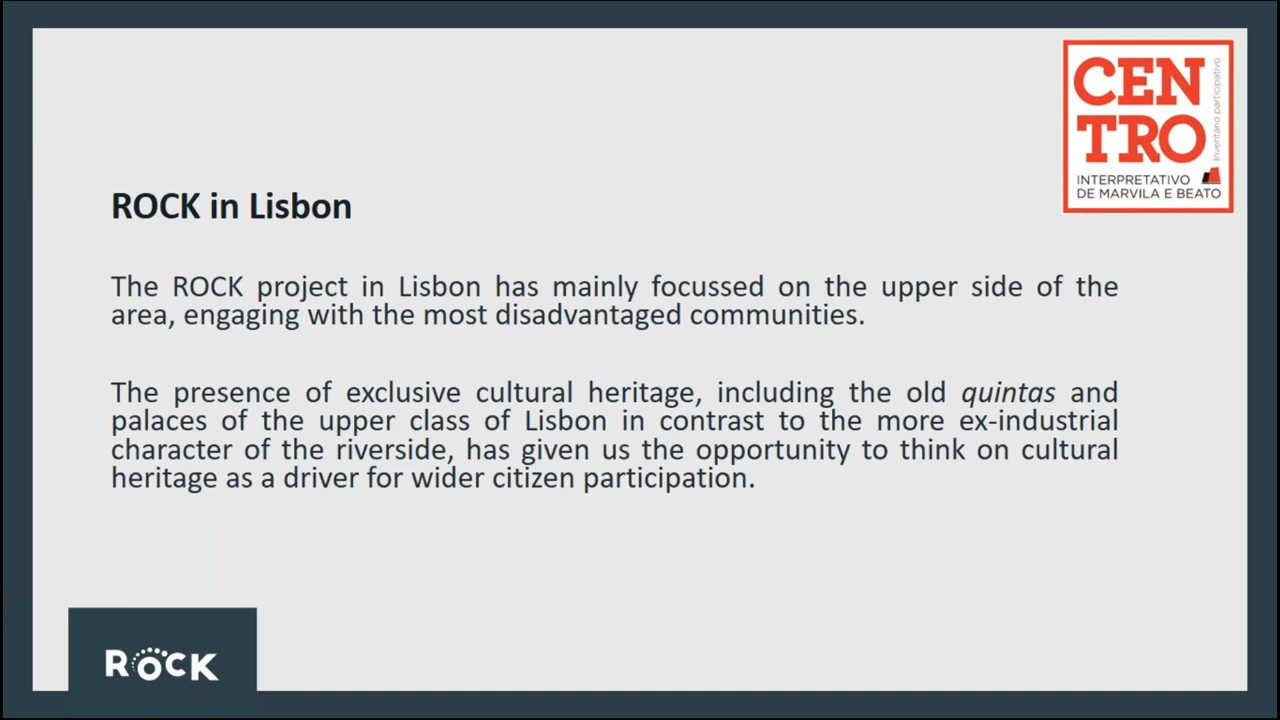 CEN
TRO
inventário participativo
INTERPRETATIVO
DE MARVILA E BEATO
ROCK in Lisbon
The ROCK project in Lisbon has mainly focussed on the upper side of the
area, engaging with the most disadvantaged communities.
The presence of exclusive cultural heritage, including the old quintas and
palaces of the upper class of Lisbon in contrast to the more ex-industrial
character of the riverside, has given us the opportunity to think on cultural
heritage as a driver for wider citizen participation.
ROCK